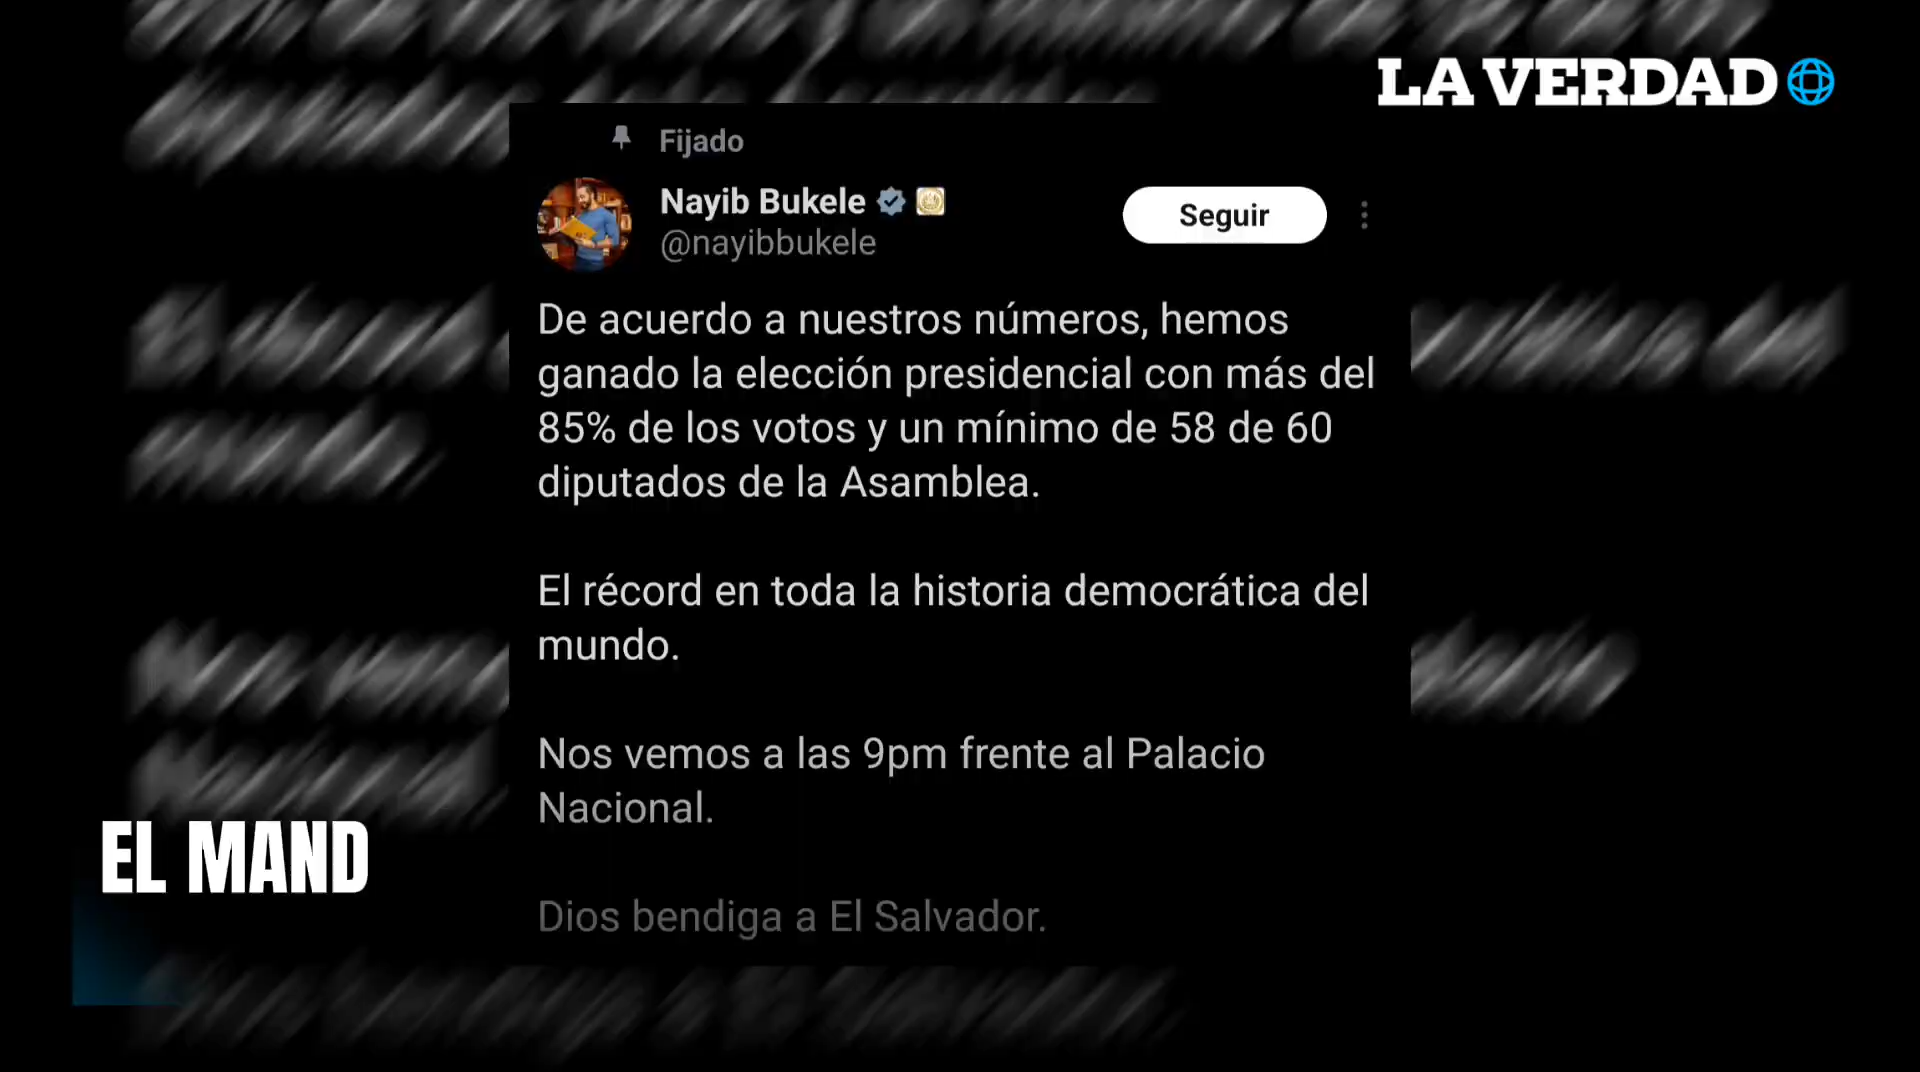 LA VERDAD
Fijado
Nayib Bukele
@nayibbukele
Seguir
De acuerdo a nuestros números, hemos
ganado la elección presidencial con más del
85% de los votos y un mínimo de 58 de 60
diputados de la Asamblea.
El récord en toda la historia democrática del
mundo.
Nos vemos a las 9pm frente al Palacio
Nacional.
Dios bendiga a El Salvador.
EL MAND